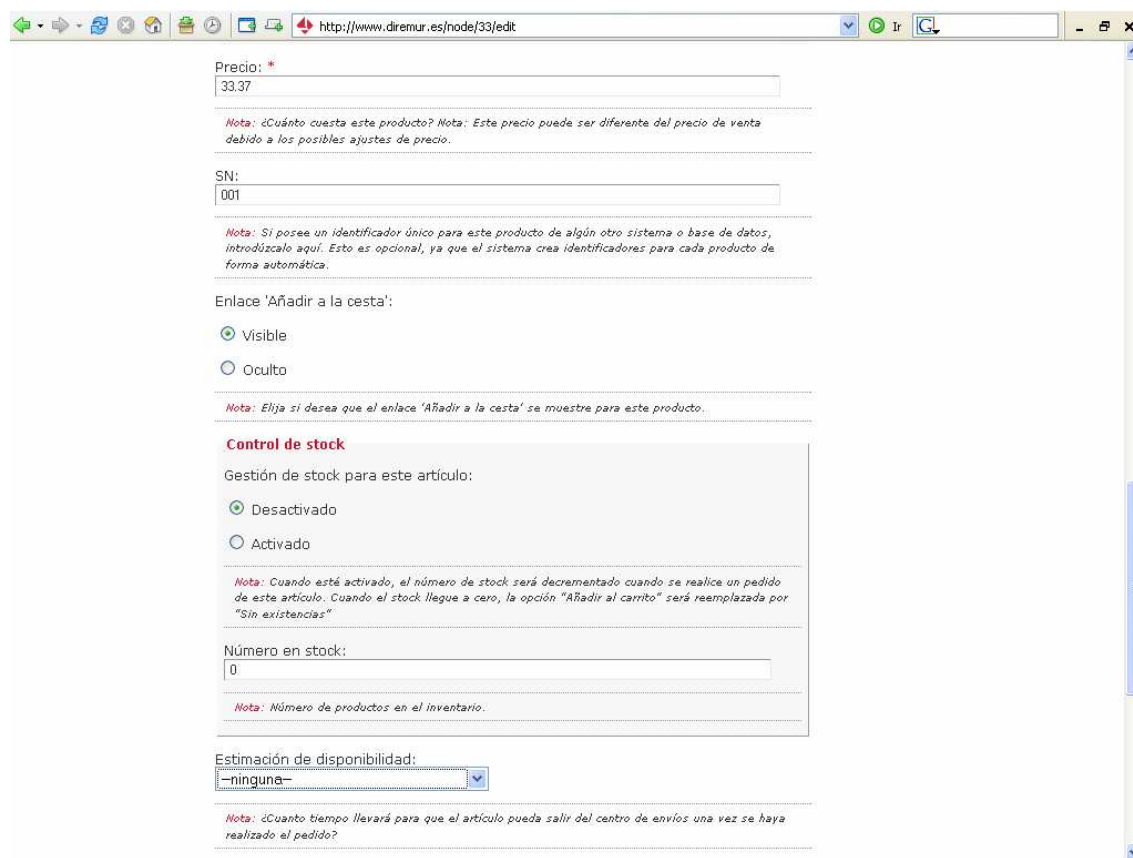 http://www.diremur.es/node/33/edit
Ir
G
Precio: *
33.37
Nota: ¿Cuánto cuesta este producto? Nota: Este precio puede ser diferente del precio de venta
debido a los posibles ajustes de precio.
SN:
001
Nota: Si posee un identificador único para este producto de algún otro sistema o base de datos,
introdúzcalo aquí. Esto es opcional, ya que el sistema crea identificadores para cada producto de
forma automática.
Enlace 'Añadir a la cesta':
Visible
Oculto
Nota: Elija si desea que el enlace 'Añadir a la cesta' se muestre para este producto.
Control de stock
Gestión de stock para este artículo:
Desactivado
Activado
Nota: Cuando esté activado, el número de stock será decrementado cuando se realice un pedido
de este artículo. Cuando el stock llegue a cero, la opción "Añadir al carrito" será reemplazada por
"Sin existencias"
Número en stock:
0
Nota: Número de productos en el inventario.
Estimación de disponibilidad:
—ninguna—
Nota: ¿Cuanto tiempo llevará para que el artículo pueda salir del centro de envíos una vez se haya
realizado el pedido?